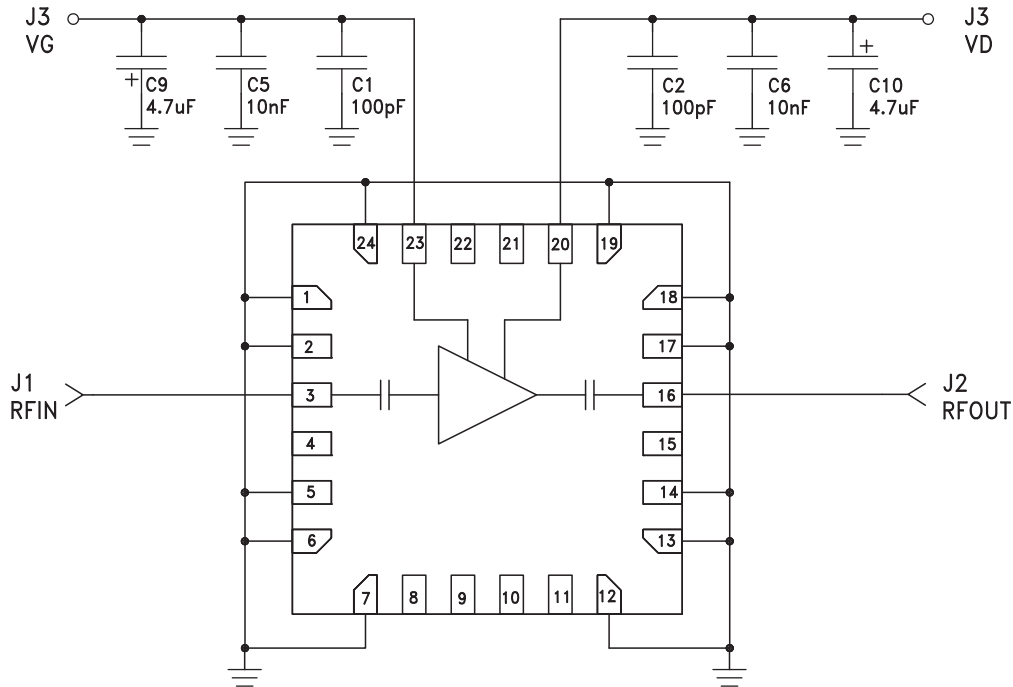 J3
VG
J3
VD
+
C9
4.7uF
C5
10nF
C1
100pF
C2
100pF
C6
10nF
+
C10
4.7uF
24
23
22
21
20
19
1
18
2
17
J1
RFIN
3
16
J2
RFOUT
4
15
5
14
6
13
7
8
9
10
11
12